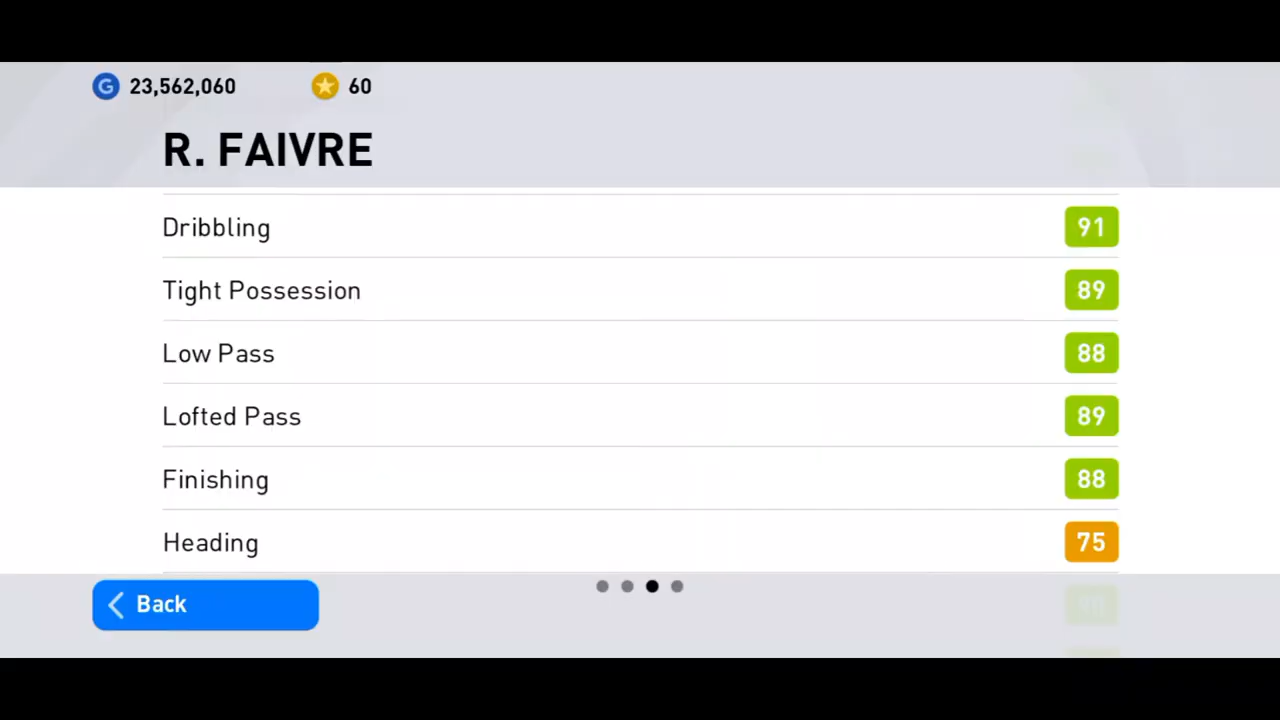 G 23,562,060 60
R. FAIVRE
Dribbling 91
Tight Possession 89
Low Pass 88
Lofted Pass 89
Finishing 88
Heading 75
Back